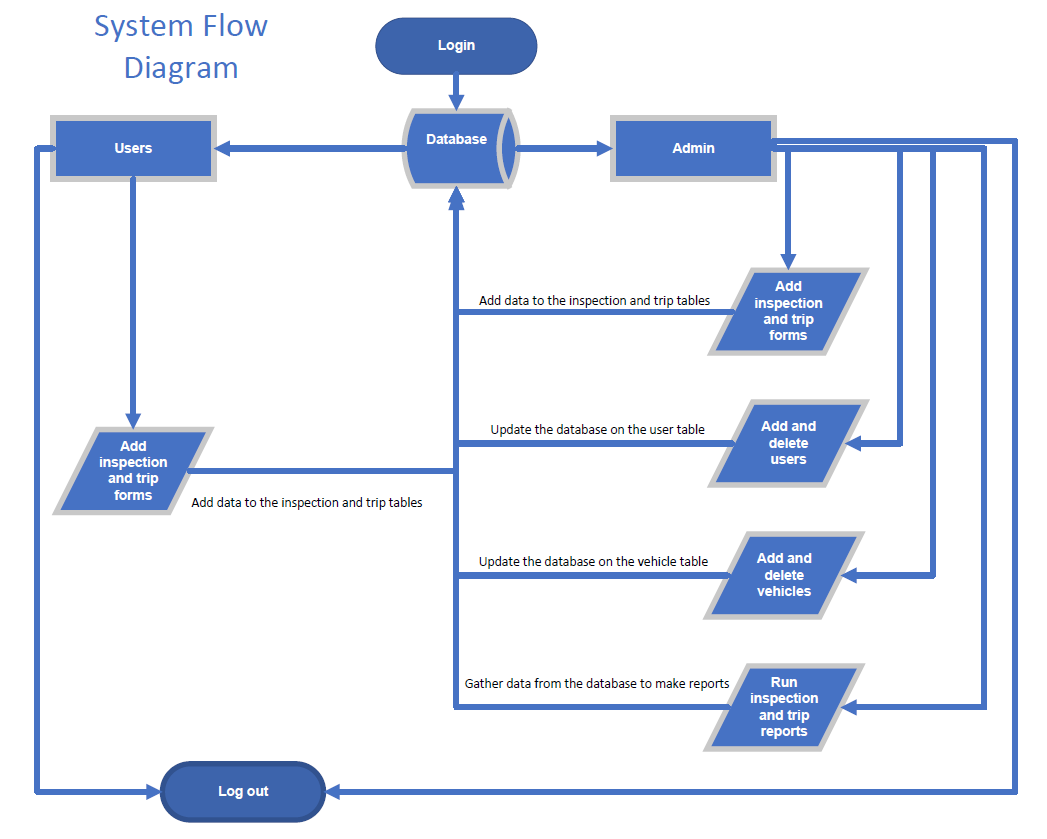 System Flow
Diagram
Login
Users
Database
Admin
Add
inspection
and trip
forms
Add data to the inspection and trip tables
Add and
delete
users
Update the database on the user table
Add
inspection
and trip
forms
Add data to the inspection and trip tables
Add and
delete
vehicles
Update the database on the vehicle table
Run
inspection
and trip
reports
Gather data from the database to make reports
Log out